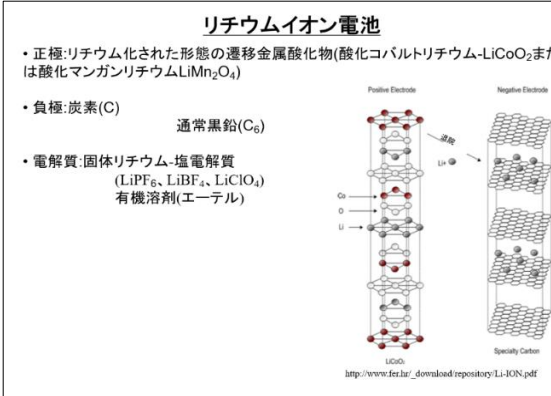 リチウムイオン電池
• 正極:リチウム化された形態の遷移金属酸化物(酸化コバルトリチウム-LiCoO₂また
は酸化マンガンリチウムLiMn₂O₄)
• 負極:炭素(C)
通常黒鉛(C₆)
• 電解質:固体リチウム-塩電解質
(LiPF₆、LiBF₄、LiClO₄)
有機溶剤(エーテル)
Positive Electrode
Negative Electrode
退院
Li+
Co
O
Li
LiCoO₂
Specialty Carbon
http://www.fer.hr/_download/repository/Li-ION.pdf